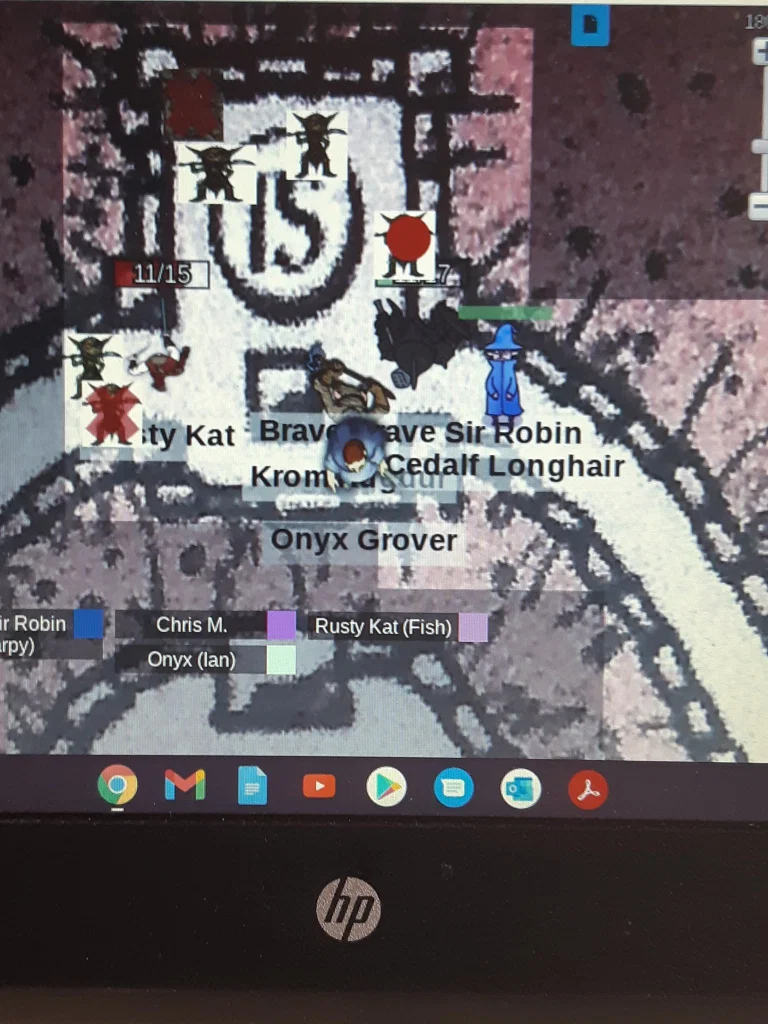 15
11/15
7
sty Kat
Brave
ave Sir Robin
Krom
Cedalf Longhair
Onyx Grover
ir Robin
rpy)
Chris M.
Rusty Kat (Fish)
Onyx (Ian)
hp